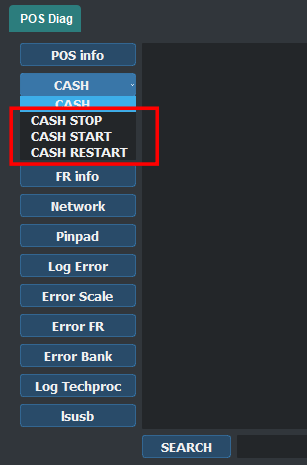 POS Diag
POS info
CASH
CASH
CASH STOP
CASH START
CASH RESTART
FR info
Network
Pinpad
Log Error
Error Scale
Error FR
Error Bank
Log Techproc
lsusb
SEARCH